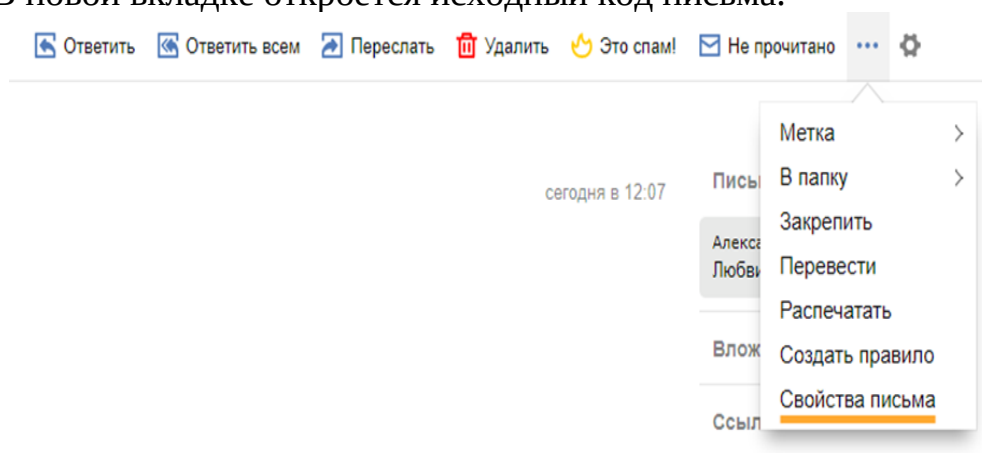 В новой вкладке откроется исходный код письма.
Ответить Ответить всем Переслать Удалить Это спам! Не прочитано
Метка
В папку
Закрепить
Перевести
Распечатать
Создать правило
Свойства письма
сегодня в 12:07